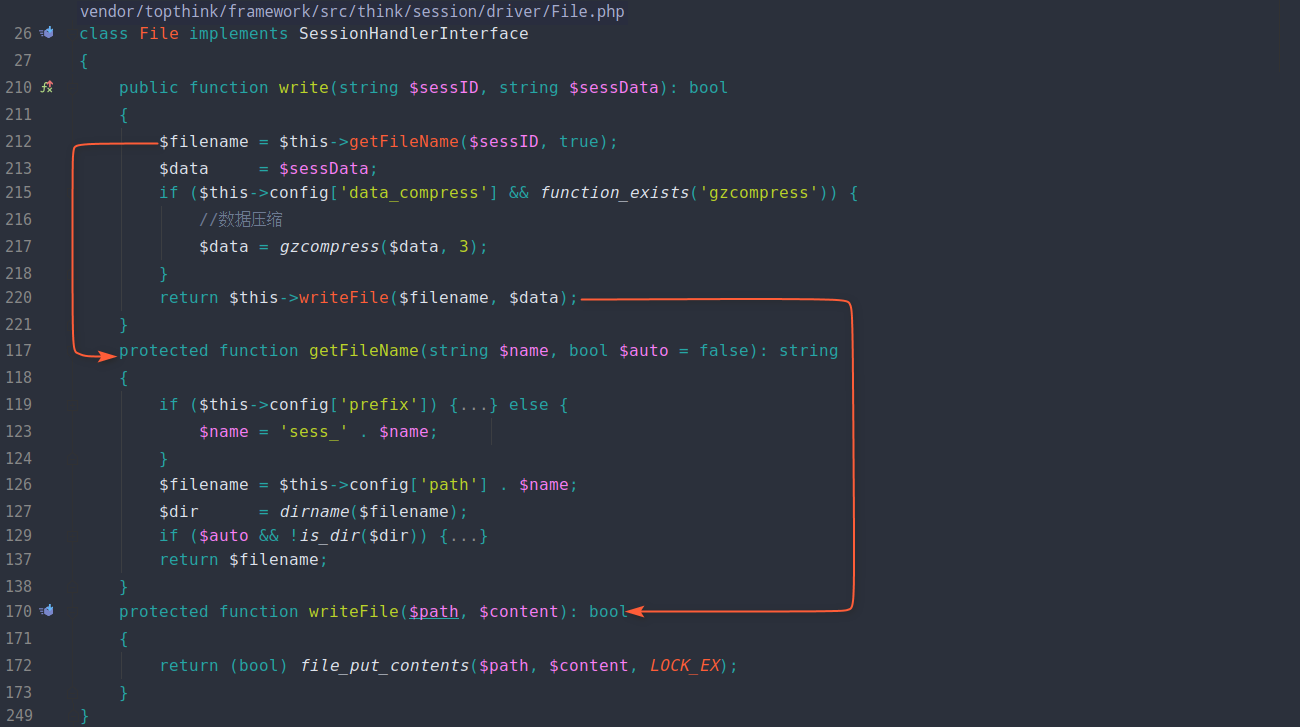 vendor/topthink/framework/src/think/session/driver/File.php
26 class File implements SessionHandlerInterface
27 {
210 public function write(string $sessID, string $sessData): bool
211 {
212 $filename = $this->getFileName($sessID, true);
213 $data     = $sessData;
215 if ($this->config['data_compress'] && function_exists('gzcompress')) {
216 //数据压缩
217 $data = gzcompress($data, 3);
218 }
220 return $this->writeFile($filename, $data);
221 }
117 protected function getFileName(string $name, bool $auto = false): string
118 {
119 if ($this->config['prefix']) {...} else {
123 $name = 'sess_' . $name;
124 }
126 $filename = $this->config['path'] . $name;
127 $dir      = dirname($filename);
129 if ($auto && !is_dir($dir)) {...}
137 return $filename;
138 }
170 protected function writeFile($path, $content): bool
171 {
172 return (bool) file_put_contents($path, $content, LOCK_EX);
173 }
249 }